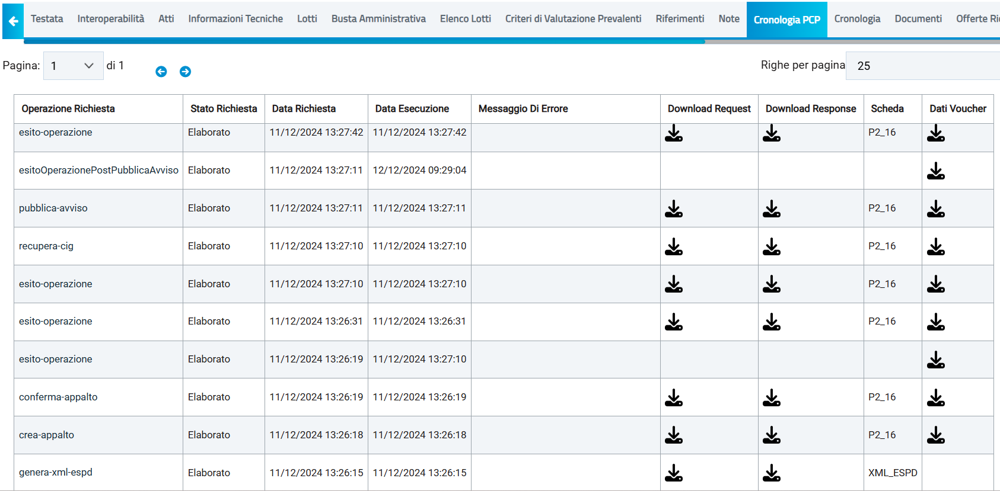 Testata Interoperabilità Atti Informazioni Tecniche Lotti Busta Amministrativa Elenco Lotti Criteri di Valutazione Prevalenti Riferimenti Note Cronologia PCP Cronologia Documenti Offerte
Pagina: 1 di 1 Righe per pagina 25
Operazione Richiesta Stato Richiesta Data Richiesta Data Esecuzione Messaggio Di Errore Download Request Download Response Scheda Dati Voucher
esito-operazione Elaborato 11/12/2024 13:27:42 11/12/2024 13:27:42 P2_16
esitoOperazionePostPubblicaAvviso Elaborato 11/12/2024 13:27:11 12/12/2024 09:29:04
pubblica-avviso Elaborato 11/12/2024 13:27:11 11/12/2024 13:27:11 P2_16
recupera-cig Elaborato 11/12/2024 13:27:10 11/12/2024 13:27:10 P2_16
esito-operazione Elaborato 11/12/2024 13:27:10 11/12/2024 13:27:10 P2_16
esito-operazione Elaborato 11/12/2024 13:26:31 11/12/2024 13:26:31 P2_16
esito-operazione Elaborato 11/12/2024 13:26:19 11/12/2024 13:27:10
conferma-appalto Elaborato 11/12/2024 13:26:19 11/12/2024 13:26:19 P2_16
crea-appalto Elaborato 11/12/2024 13:26:18 11/12/2024 13:26:18 P2_16
genera-xml-espd Elaborato 11/12/2024 13:26:15 11/12/2024 13:26:15 XML_ESPD